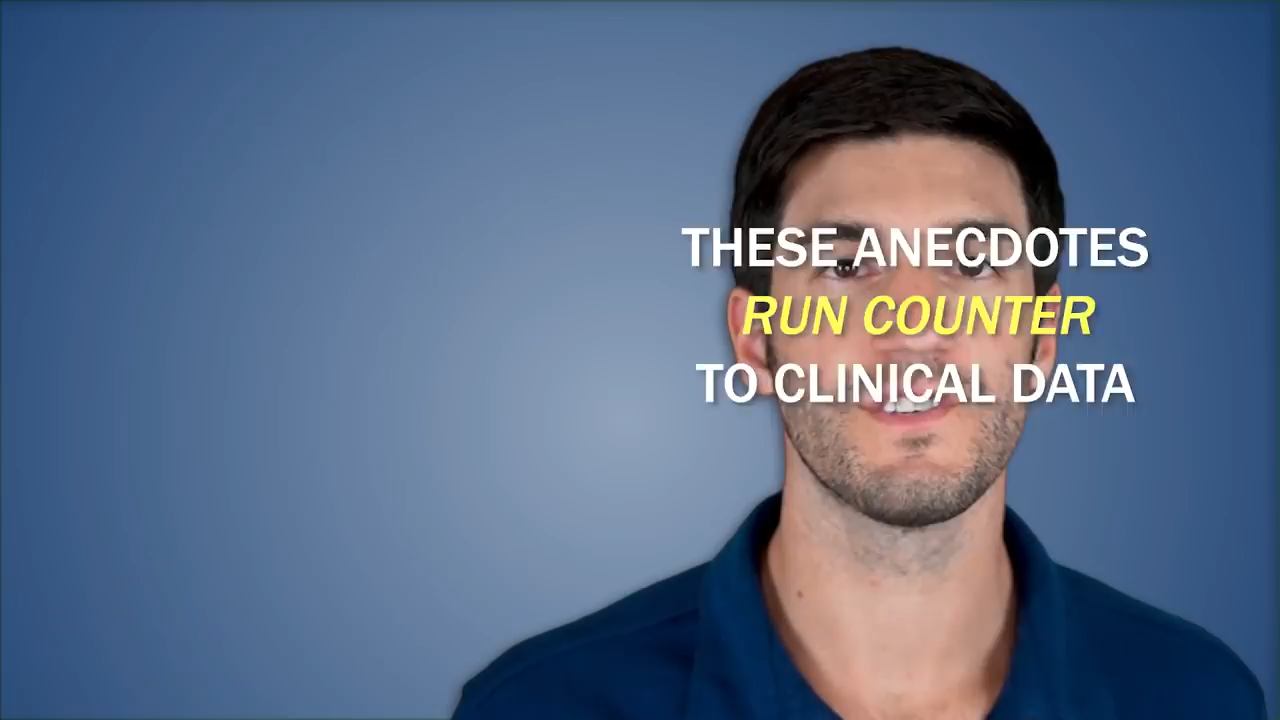 THESE ANECDOTES
RUN COUNTER
TO CLINICAL DATA